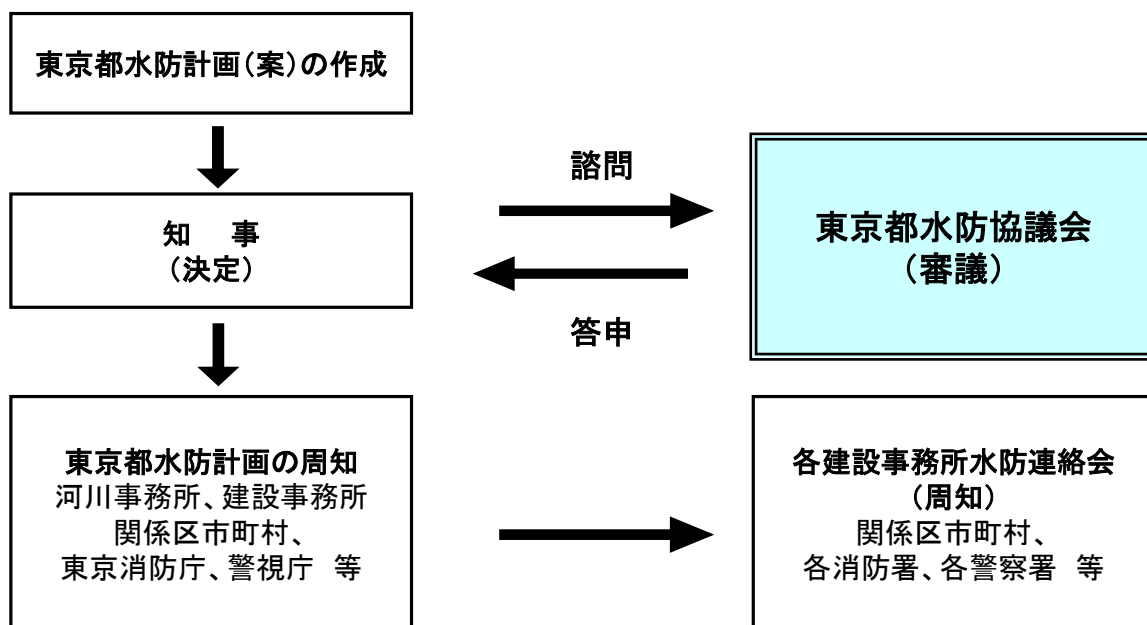 東京都水防計画（案）の作成
諮問
知　事
（決定）
東京都水防協議会
（審議）
答申
東京都水防計画の周知
河川事務所、建設事務所
関係区市町村、
東京消防庁、警視庁　等
各建設事務所水防連絡会
（周知）
関係区市町村、
各消防署、各警察署　等